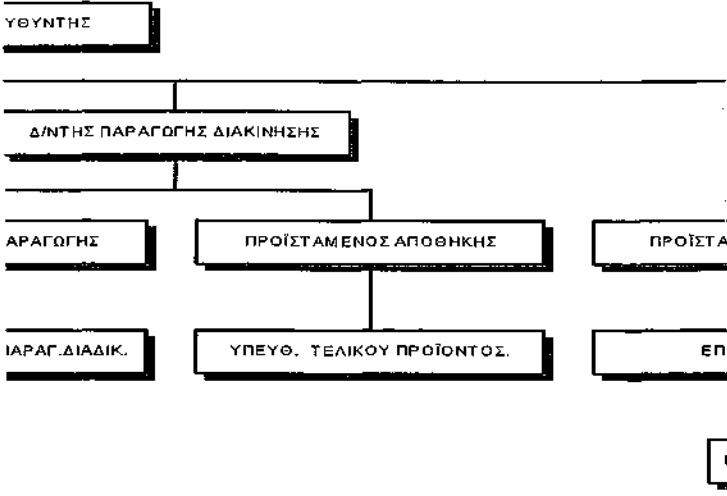 ΥΘΥΝΤΗΣ
Δ/ΝΤΗΣ ΠΑΡΑΓΩΓΗΣ ΔΙΑΚΙΝΗΣΗΣ
ΑΡΑΓΩΓΗΣ
ΠΡΟΪΣΤΑΜΕΝΟΣ ΑΠΟΘΗΚΗΣ
ΠΡΟΪΣΤΑ
ΙΑΡΑΓ.ΔΙΑΔΙΚ.
ΥΠΕΥΘ. ΤΕΛΙΚΟΥ ΠΡΟΪΟΝΤΟΣ.
ΕΠ